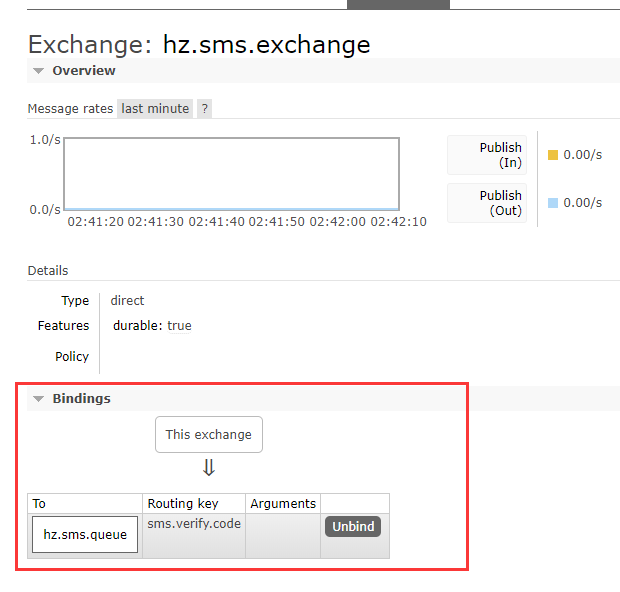 Exchange: hz.sms.exchange
Overview
Message rates last minute ?
1.0/s
0.0/s
02:41:20 02:41:30 02:41:40 02:41:50 02:42:00 02:42:10
Publish
(In)
0.00/s
Publish
(Out)
0.00/s
Details
Type direct
Features durable: true
Policy
Bindings
This exchange
⇓
To Routing key Arguments
hz.sms.queue sms.verify.code Unbind